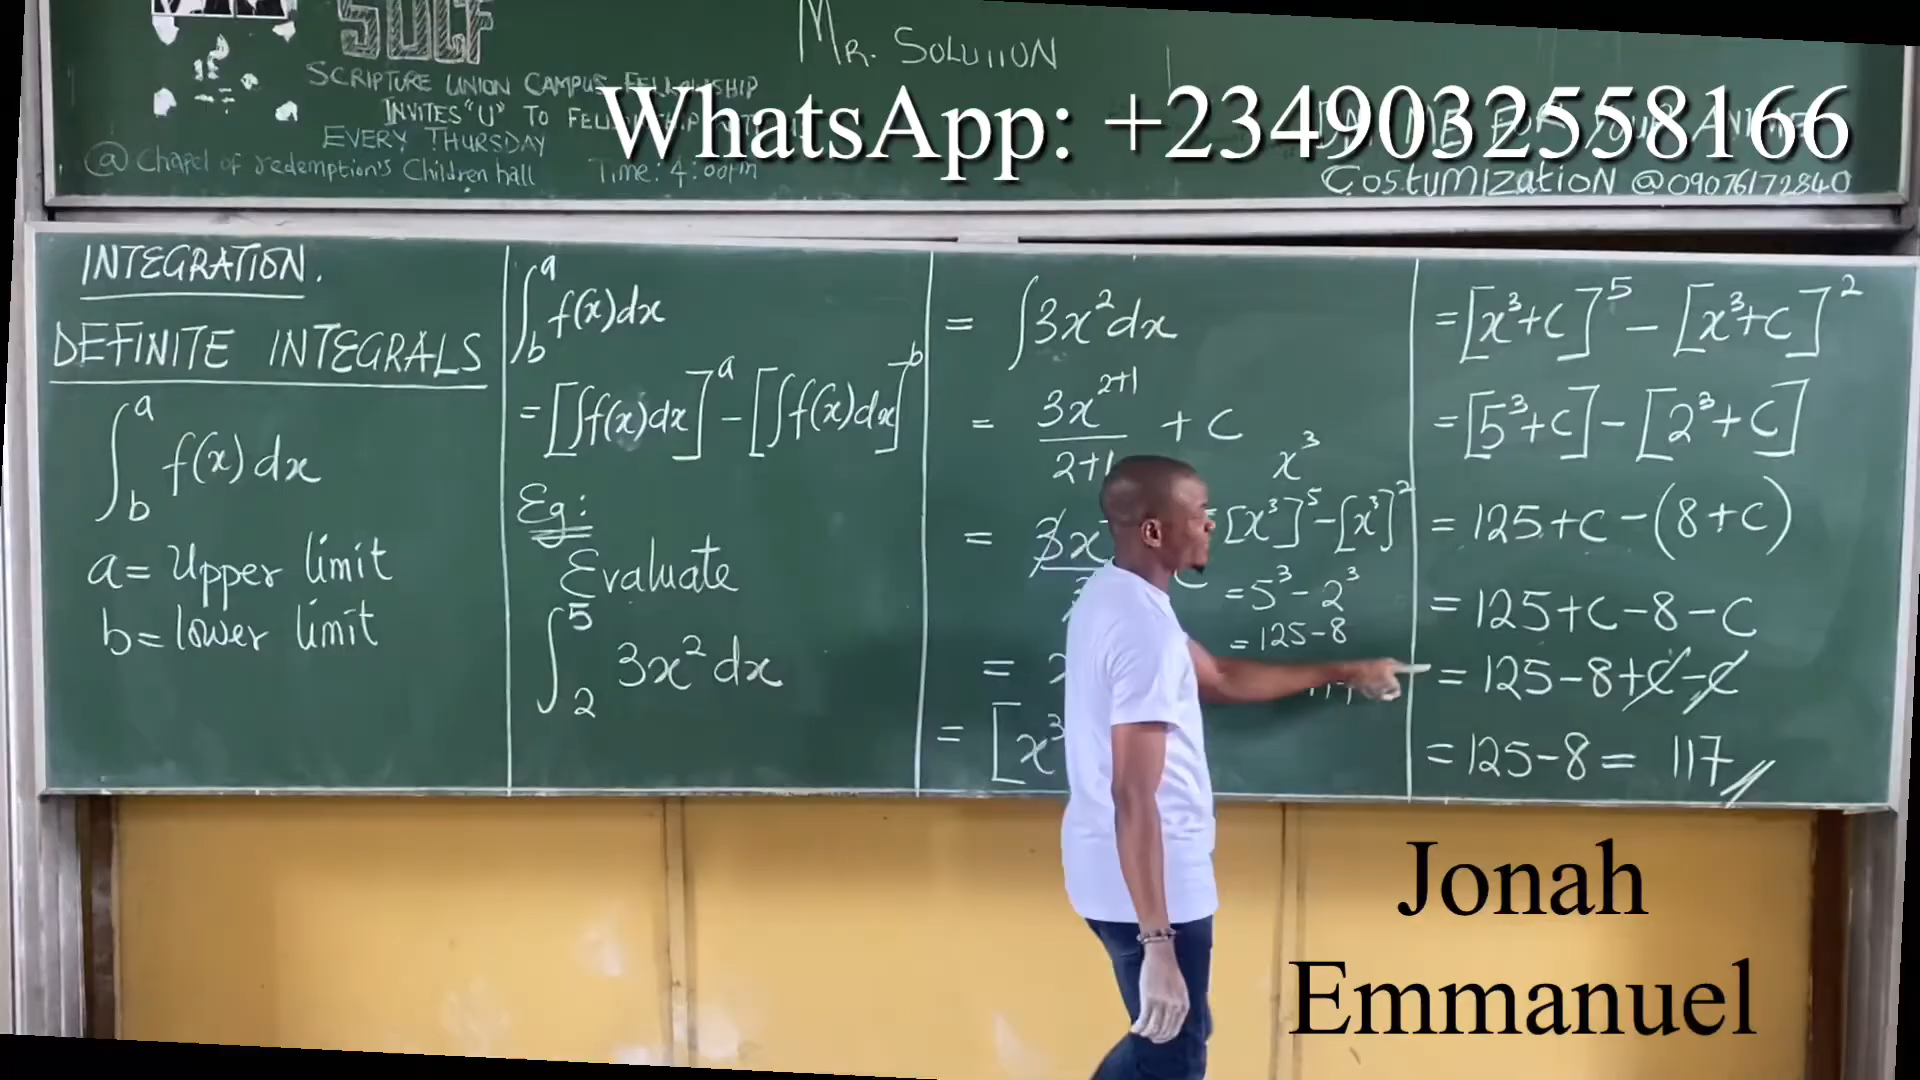 SUCF
MR. SOLUTION
SCRIPTURE UNION CAMPUS FELLOWSHIP
INVITES "U" TO
EVERY THURSDAY
@ Chapel of redemption's Children hall Time: 4:00pm
WhatsApp: +2349032558166
COSTUMIZATION @09076172840
INTEGRATION.
DEFINITE INTEGRALS
∫_b^a f(x) dx
a = Upper limit
b = lower limit
∫_b^a f(x)dx
= [∫f(x)dx]^a - [∫f(x)dx]^b
Eg:
Evaluate
∫_2^5 3x² dx
= ∫3x²dx
= 3x^(2+1) / 2+1 + C
= 3x
=
= [x³
x³
= [x³]^5 - [x³]^2
= 5³ - 2³
= 125 - 8
= [x³+C]^5 - [x³+C]^2
= [5³+C] - [2³+C]
= 125 + C - (8 + C)
= 125 + C - 8 - C
= 125 - 8 + C - C
= 125 - 8 = 117
Jonah
Emmanuel